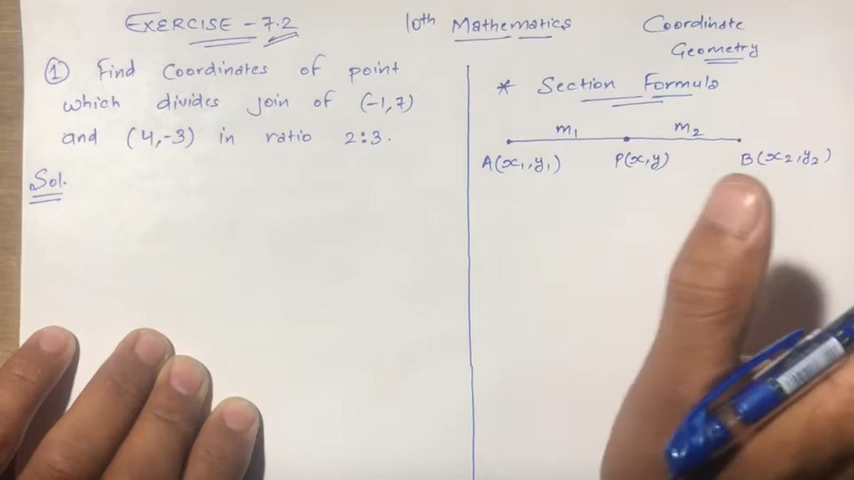 EXERCISE - 7.2
10th Mathematics
Coordinate
Geometry
1 Find Coordinates of point
which divides join of (-1,7)
and (4,-3) in ratio 2:3.
Sol.
* Section Formula
m₁ m₂
A(x₁,y₁) P(x,y) B(x₂,y₂)